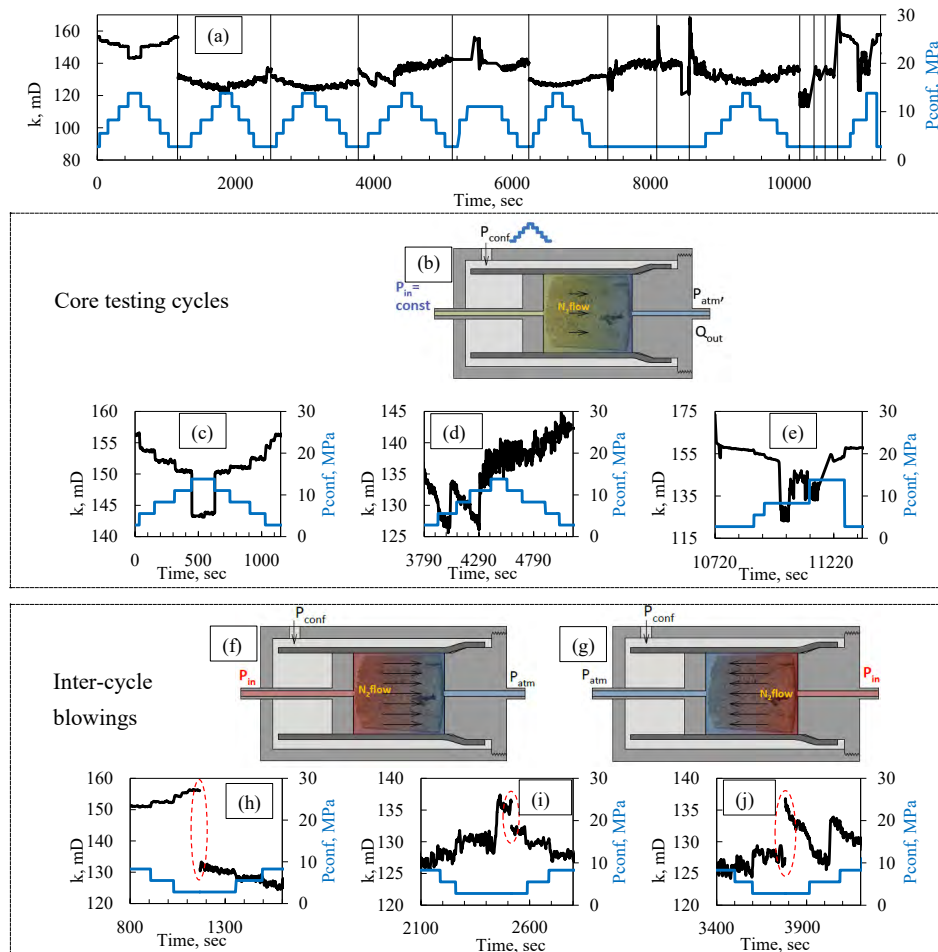 (a)
k, mD
160
140
120
100
80
30
20
10
0
Pconf, MPa
0 2000 4000 6000 8000 10000
Time, sec
Core testing cycles
(b)
Pconf
Pin=
const
N2flow
Patm,
Qout
(c)
k, mD
160
155
150
145
140
30
20
10
0
Pconf, MPa
0 500 1000
Time, sec
(d)
k, mD
145
140
135
130
125
30
20
10
0
Pconf, MPa
3790 4290 4790
Time, sec
(e)
k, mD
175
155
135
115
30
20
10
0
Pconf, MPa
10720 11220
Time, sec
Inter-cycle
blowings
(f)
Pconf
Pin
N2flow
Patm
(g)
Pconf
Patm
N2flow
Pin
(h)
k, mD
160
150
140
130
120
30
20
10
0
Pconf, MPa
800 1300
Time, sec
(i)
k, mD
140
135
130
125
120
30
20
10
0
Pconf, MPa
2100 2600
Time, sec
(j)
k, mD
140
135
130
125
120
30
20
10
0
Pconf, MPa
3400 3900
Time, sec